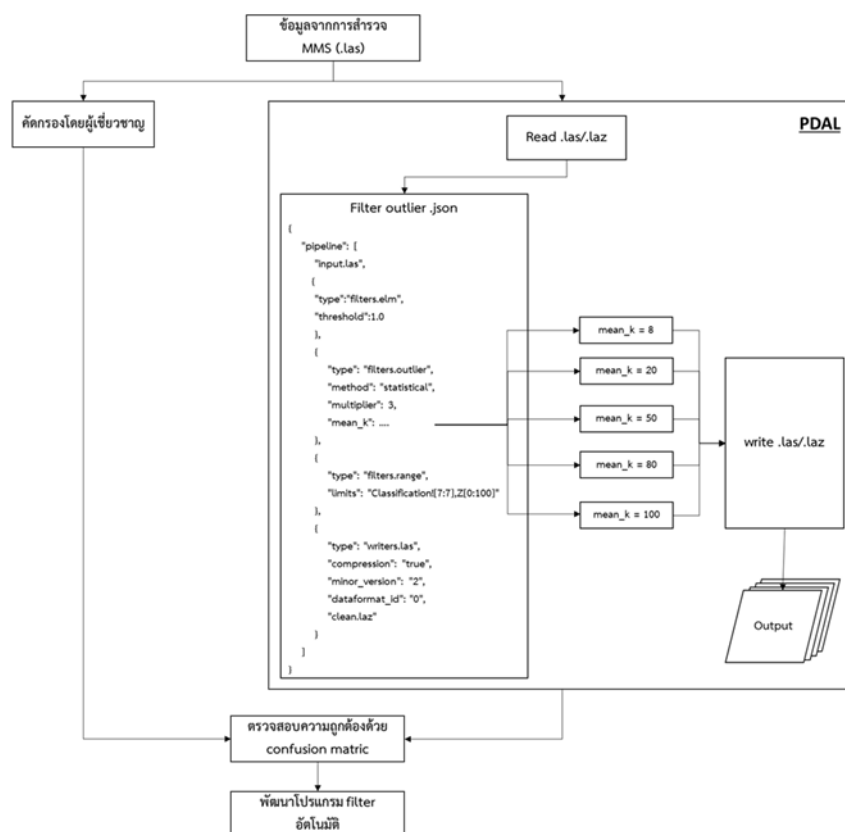 ข้อมูลจากการสำรวจ
MMS (.las)
คัดกรองโดยผู้เชี่ยวชาญ
PDAL
Read .las/.laz
Filter outlier .json
{
"pipeline": [
"input.las",
{
"type":"filters.elm",
"threshold":1.0
},
{
"type": "filters.outlier",
"method": "statistical",
"multiplier": 3,
"mean_k": ....
},
{
"type": "filters.range",
"limits": "Classification![7:7],Z[0:100]"
},
{
"type": "writers.las",
"compression": "true",
"minor_version": "2",
"dataformat_id": "0",
"clean.laz"
}
]
}
mean_k = 8
mean_k = 20
mean_k = 50
mean_k = 80
mean_k = 100
write .las/.laz
Output
ตรวจสอบความถูกต้องด้วย
confusion matric
พัฒนาโปรแกรม filter
อัตโนมัติ